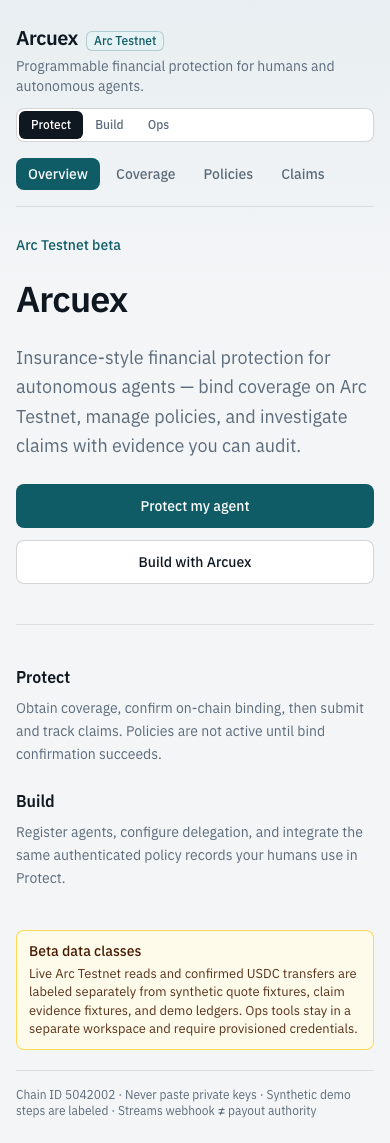 Arcuex Arc Testnet
Programmable financial protection for humans and
autonomous agents.
Protect Build Ops
Overview Coverage Policies Claims
Arc Testnet beta
Arcuex
Insurance-style financial protection for
autonomous agents — bind coverage on Arc
Testnet, manage policies, and investigate
claims with evidence you can audit.
Protect my agent
Build with Arcuex
Protect
Obtain coverage, confirm on-chain binding, then submit
and track claims. Policies are not active until bind
confirmation succeeds.
Build
Register agents, configure delegation, and integrate the
same authenticated policy records your humans use in
Protect.
Beta data classes
Live Arc Testnet reads and confirmed USDC transfers are
labeled separately from synthetic quote fixtures, claim
evidence fixtures, and demo ledgers. Ops tools stay in a
separate workspace and require provisioned credentials.
Chain ID 5042002 · Never paste private keys · Synthetic demo
steps are labeled · Streams webhook ≠ payout authority